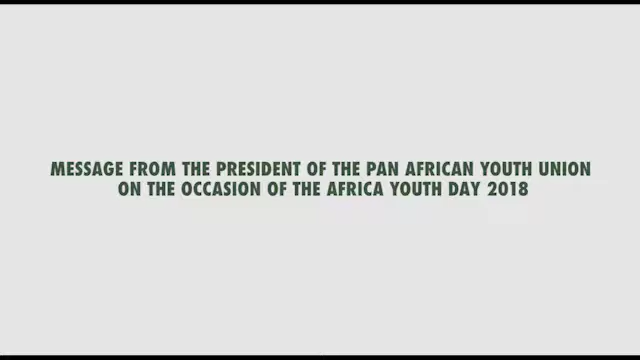 MESSAGE FROM THE PRESIDENT OF THE PAN AFRICAN YOUTH UNION
ON THE OCCASION OF THE AFRICA YOUTH DAY 2018